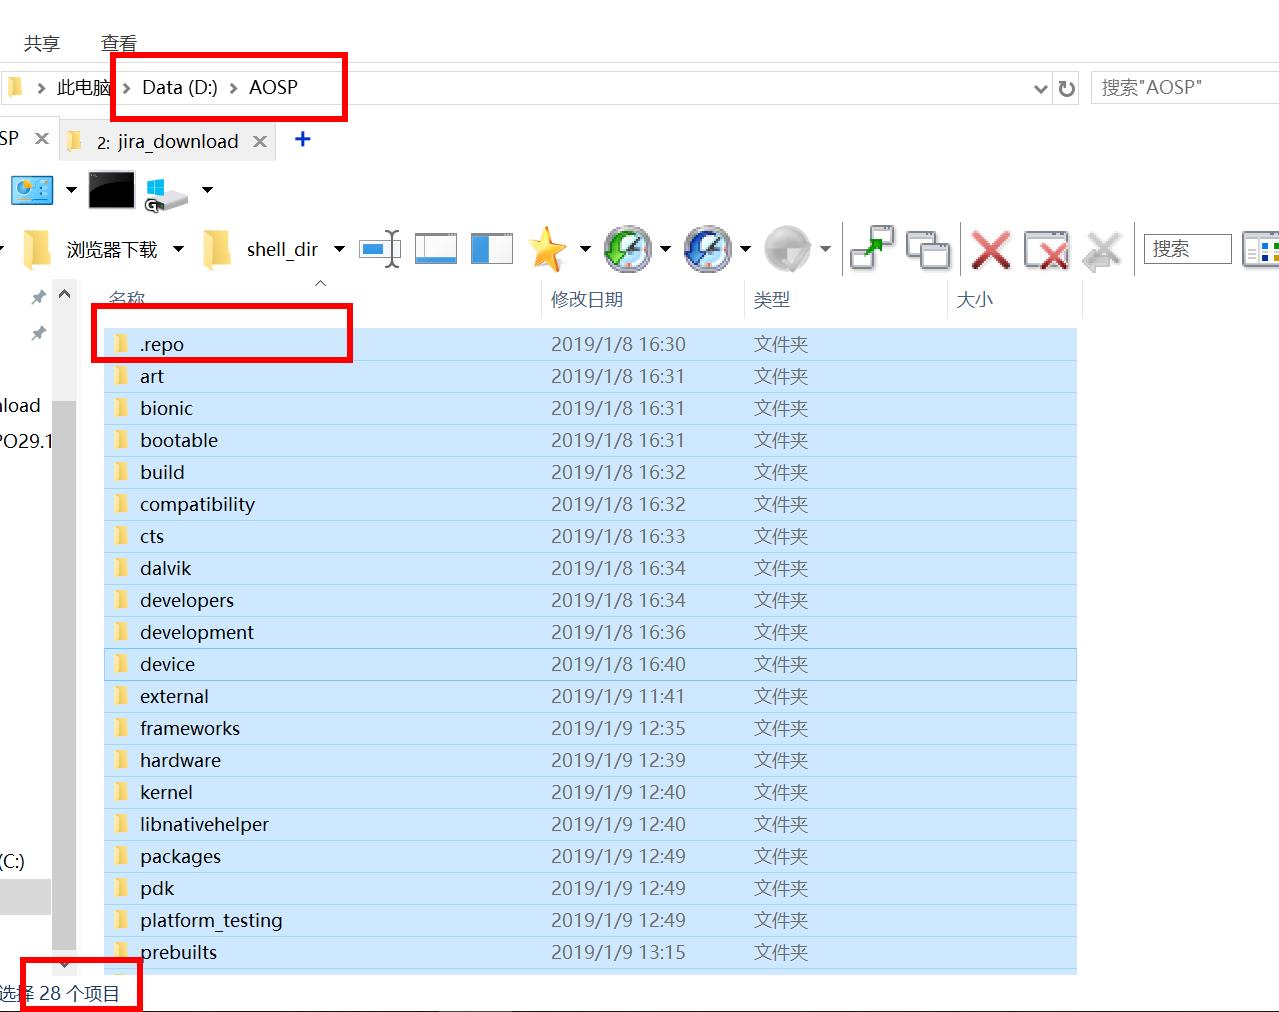 共享 查看
此电脑 Data (D:) AOSP 搜索"AOSP"
SP 2: jira_download
浏览器下载 shell_dir 搜索
名称 修改日期 类型 大小
.repo 2019/1/8 16:30 文件夹
art 2019/1/8 16:31 文件夹
bionic 2019/1/8 16:31 文件夹
bootable 2019/1/8 16:31 文件夹
build 2019/1/8 16:32 文件夹
compatibility 2019/1/8 16:32 文件夹
cts 2019/1/8 16:33 文件夹
dalvik 2019/1/8 16:34 文件夹
developers 2019/1/8 16:34 文件夹
development 2019/1/8 16:36 文件夹
device 2019/1/8 16:40 文件夹
external 2019/1/9 11:41 文件夹
frameworks 2019/1/9 12:35 文件夹
hardware 2019/1/9 12:39 文件夹
kernel 2019/1/9 12:40 文件夹
libnativehelper 2019/1/9 12:40 文件夹
packages 2019/1/9 12:49 文件夹
pdk 2019/1/9 12:49 文件夹
platform_testing 2019/1/9 12:49 文件夹
prebuilts 2019/1/9 13:15 文件夹
nload
PO29.1
(C:)
选择 28 个项目